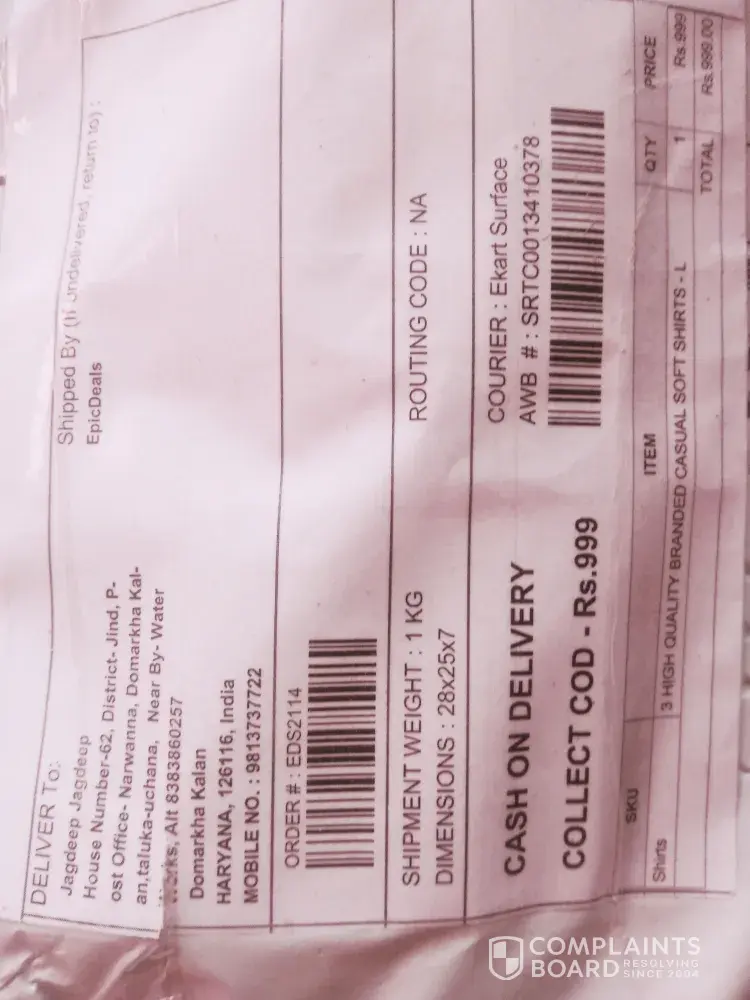 DELIVER To:
Jagdeep Jagdeep
House Number-62, District- Jind, P-
ost Office- Narwanna, Domarkha Kal-
an,taluka-uchana, Near By- Water
Works, Alt 8383860257
Domarkha Kalan
HARYANA, 126116, India
MOBILE NO. : 9813737722
Shipped By (If undelivered, return to) :
EpicDeals
ORDER # : EDS2114
SHIPMENT WEIGHT : 1 KG
DIMENSIONS : 28x25x7
ROUTING CODE : NA
CASH ON DELIVERY
COLLECT COD - Rs.999
COURIER : Ekart Surface
AWB # : SRTC0013410378
SKU ITEM QTY PRICE
Shirts 3 HIGH QUALITY BRANDED CASUAL SOFT SHIRTS - L 1 Rs.999
TOTAL Rs.999.00
COMPLAINTS
BOARD RESOLVING
SINCE 2004